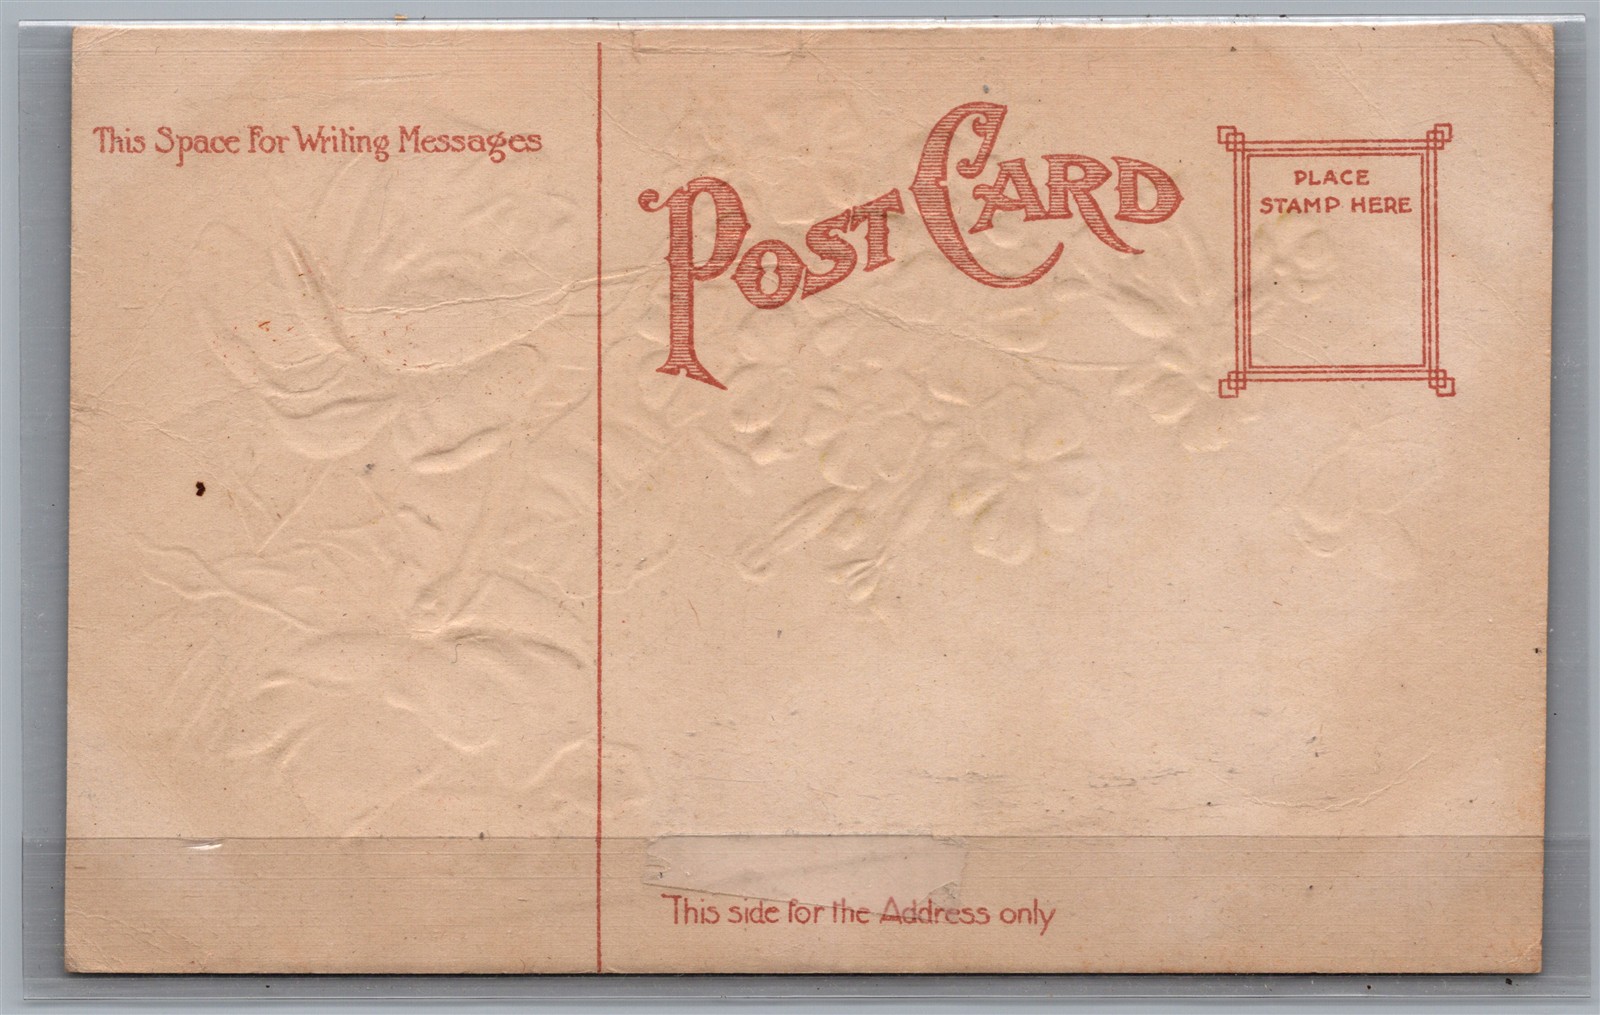 This Space For Writing Messages
POST CARD
PLACE
STAMP HERE
This side for the Address only